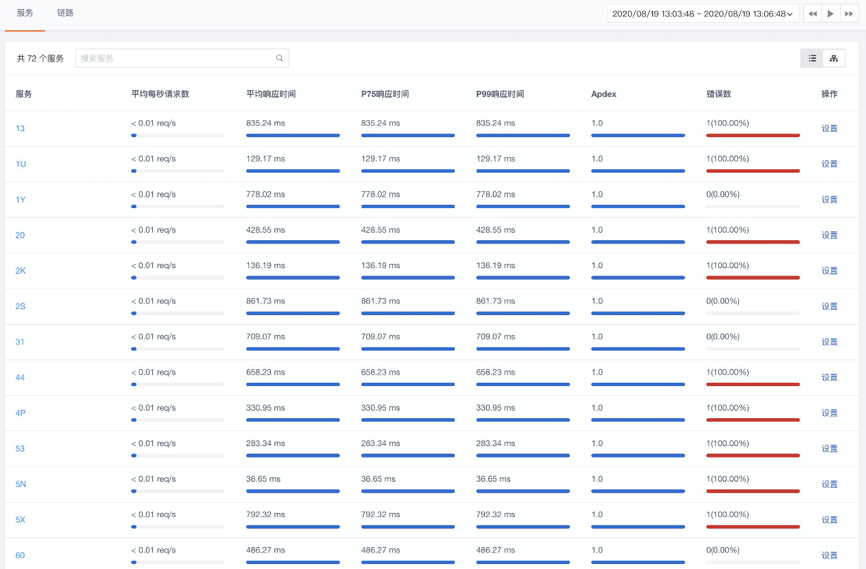 服务 链路 2020/08/19 13:03:48 ~ 2020/08/19 13:06:48
共 72 个服务 搜索服务
服务 平均每秒请求数 平均响应时间 P75响应时间 P99响应时间 Apdex 错误数 操作
13 < 0.01 req/s 835.24 ms 835.24 ms 835.24 ms 1.0 1(100.00%) 设置
1U < 0.01 req/s 129.17 ms 129.17 ms 129.17 ms 1.0 1(100.00%) 设置
1Y < 0.01 req/s 778.02 ms 778.02 ms 778.02 ms 1.0 0(0.00%) 设置
20 < 0.01 req/s 428.55 ms 428.55 ms 428.55 ms 1.0 1(100.00%) 设置
2K < 0.01 req/s 136.19 ms 136.19 ms 136.19 ms 1.0 1(100.00%) 设置
2S < 0.01 req/s 861.73 ms 861.73 ms 861.73 ms 1.0 0(0.00%) 设置
31 < 0.01 req/s 709.07 ms 709.07 ms 709.07 ms 1.0 0(0.00%) 设置
44 < 0.01 req/s 658.23 ms 658.23 ms 658.23 ms 1.0 1(100.00%) 设置
4P < 0.01 req/s 330.95 ms 330.95 ms 330.95 ms 1.0 1(100.00%) 设置
53 < 0.01 req/s 283.34 ms 283.34 ms 283.34 ms 1.0 1(100.00%) 设置
5N < 0.01 req/s 36.65 ms 36.65 ms 36.65 ms 1.0 1(100.00%) 设置
5X < 0.01 req/s 792.32 ms 792.32 ms 792.32 ms 1.0 1(100.00%) 设置
60 < 0.01 req/s 486.27 ms 486.27 ms 486.27 ms 1.0 0(0.00%) 设置